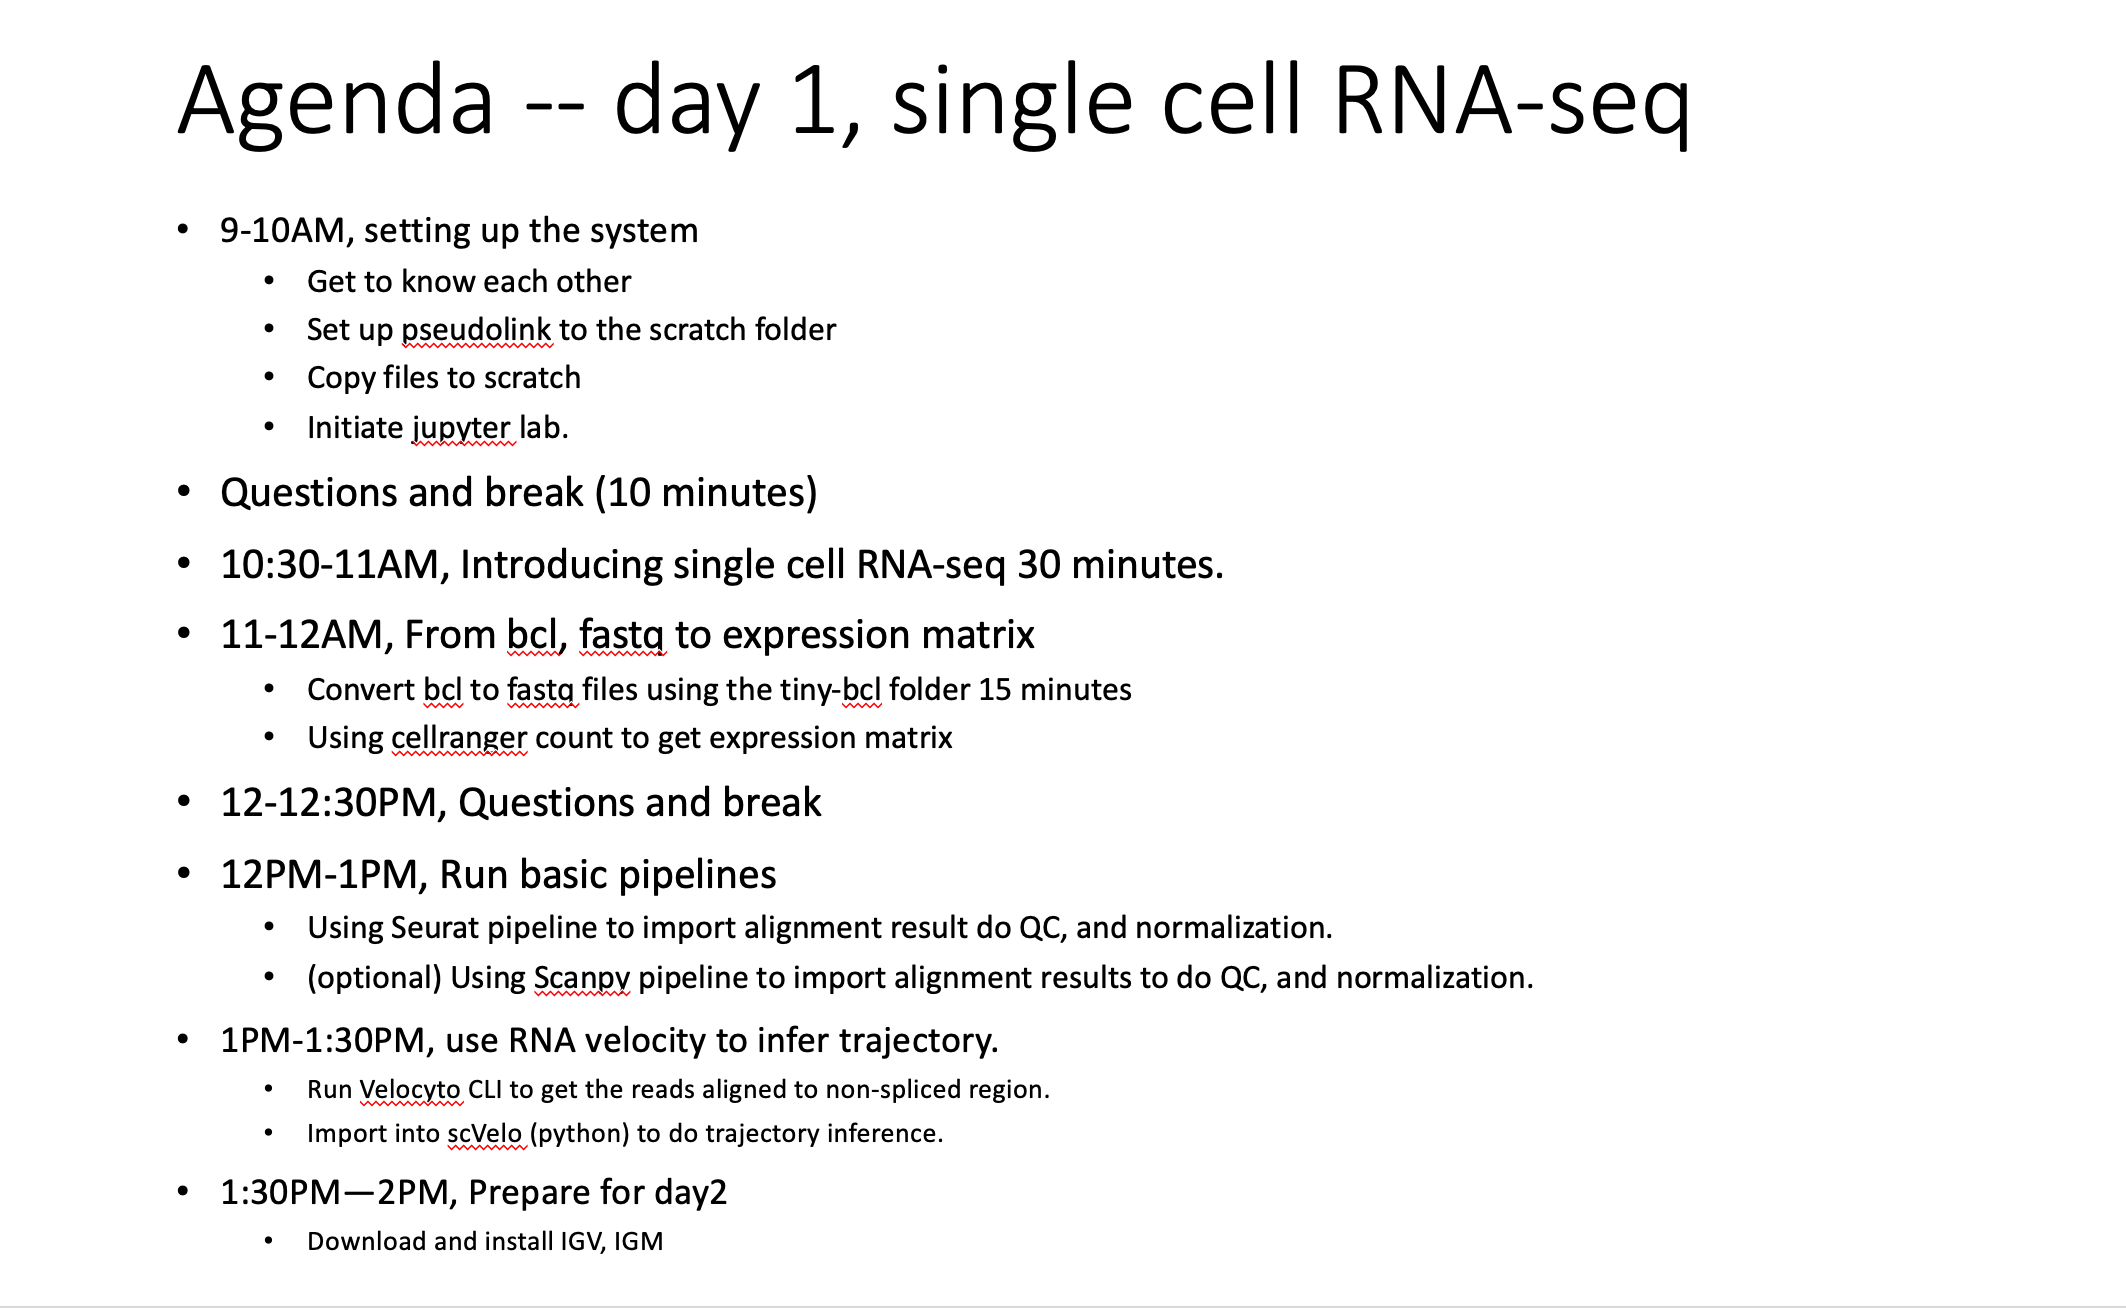 Agenda -- day 1, single cell RNA-seq
• 9-10AM, setting up the system
• Get to know each other
• Set up pseudolink to the scratch folder
• Copy files to scratch
• Initiate jupyter lab.
• Questions and break (10 minutes)
• 10:30-11AM, Introducing single cell RNA-seq 30 minutes.
• 11-12AM, From bcl, fastq to expression matrix
• Convert bcl to fastq files using the tiny-bcl folder 15 minutes
• Using cellranger count to get expression matrix
• 12-12:30PM, Questions and break
• 12PM-1PM, Run basic pipelines
• Using Seurat pipeline to import alignment result do QC, and normalization.
• (optional) Using Scanpy pipeline to import alignment results to do QC, and normalization.
• 1PM-1:30PM, use RNA velocity to infer trajectory.
• Run Velocyto CLI to get the reads aligned to non-spliced region.
• Import into scVelo (python) to do trajectory inference.
• 1:30PM—2PM, Prepare for day2
• Download and install IGV, IGM